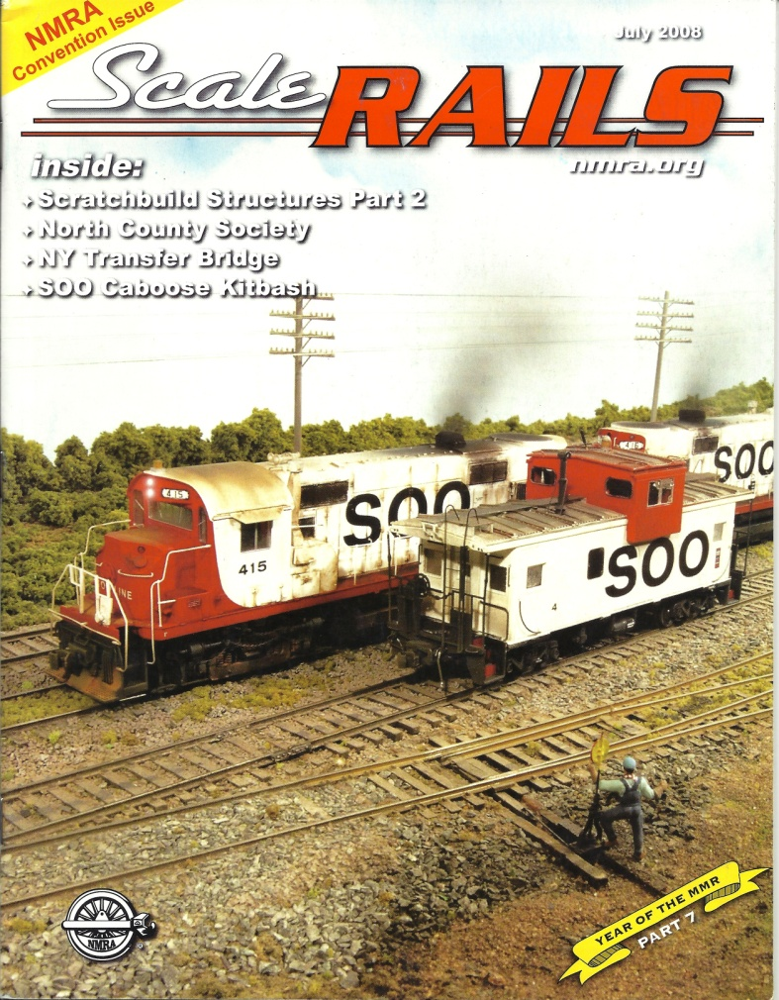 NMRA
Convention Issue
July 2008
Scale RAILS
nmra.org
inside:
Scratchbuild Structures Part 2
North County Society
NY Transfer Bridge
SOO Caboose Kitbash
415
SOO
SOO
415
SOO
4
NMRA
YEAR OF THE MMR
PART 7